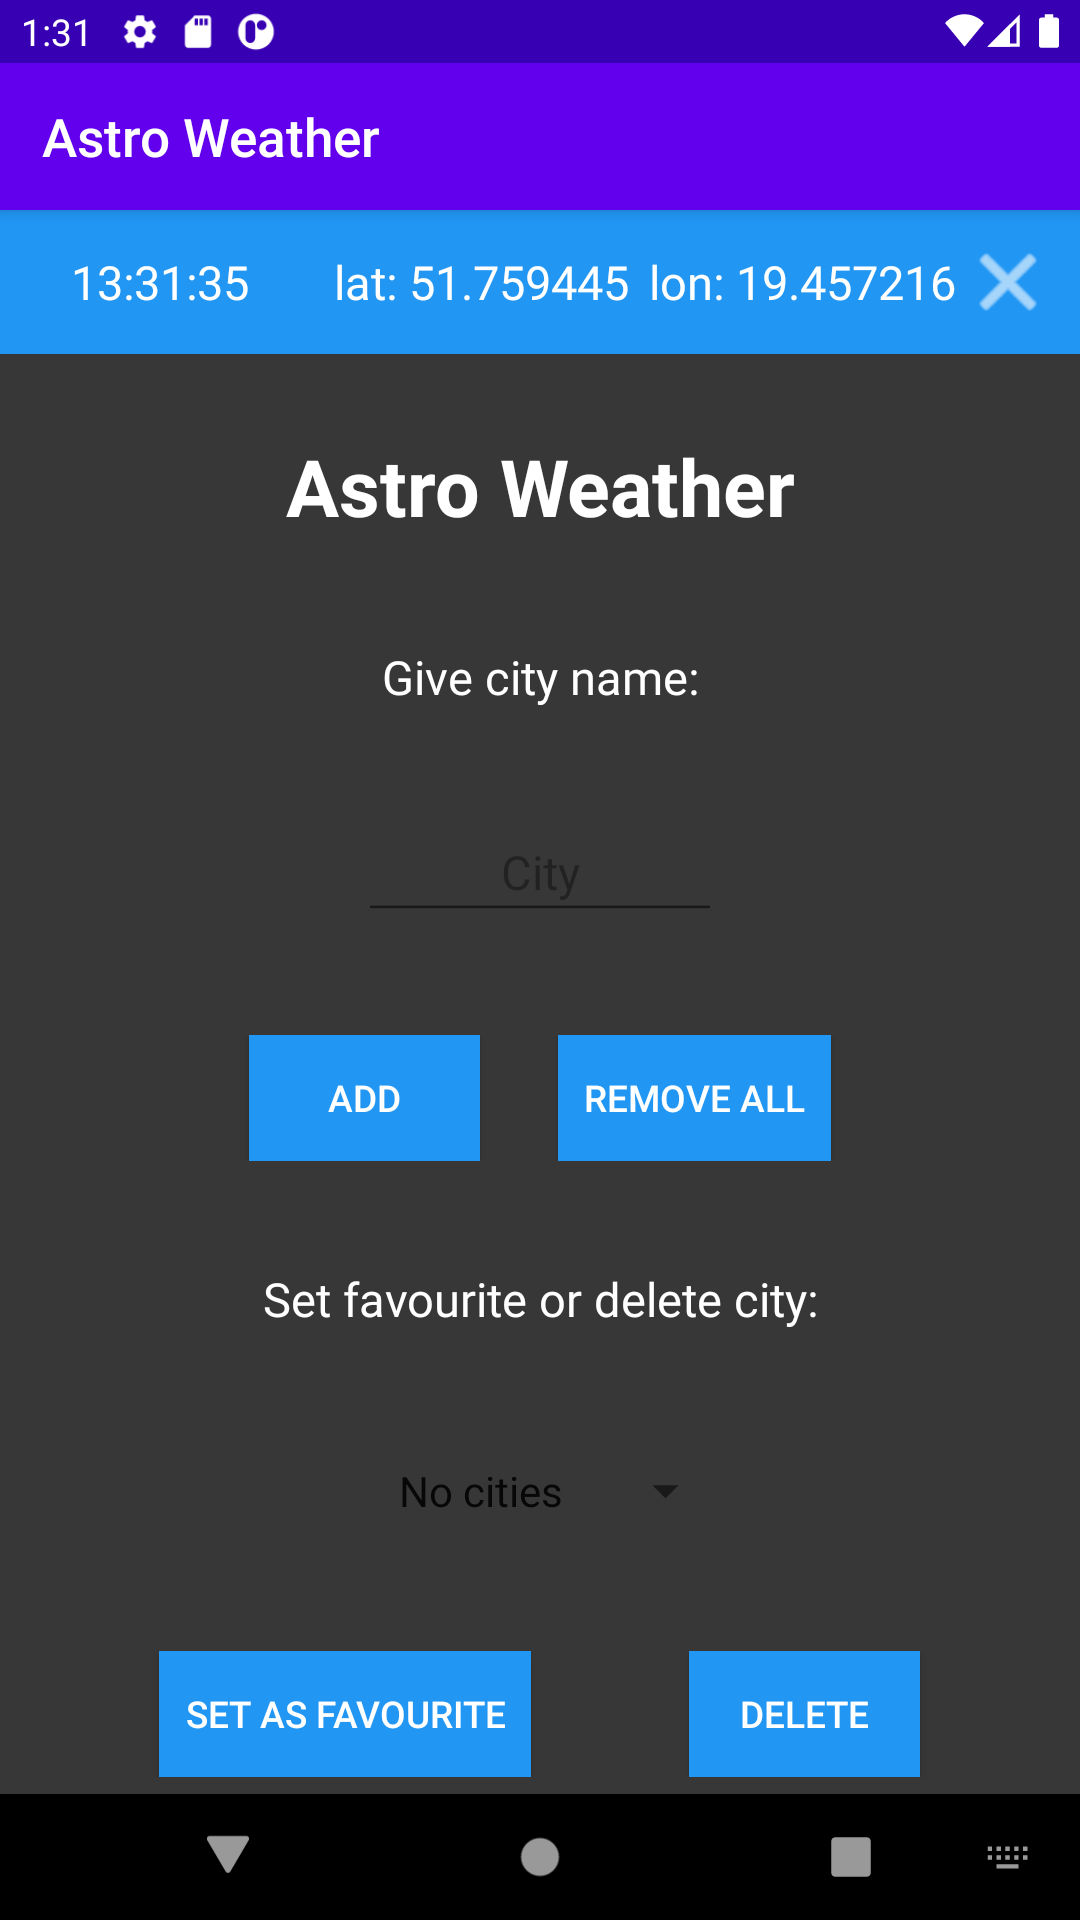 1:31
Astro Weather
13:31:35 lat: 51.759445 lon: 19.457216
Astro Weather
Give city name:
City
ADD REMOVE ALL
Set favourite or delete city:
No cities
SET AS FAVOURITE DELETE